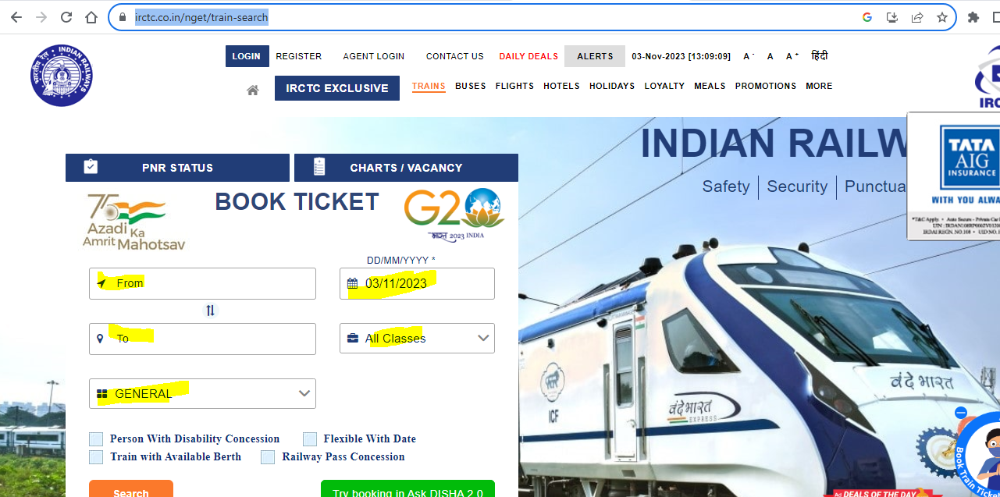 irctc.co.in/nget/train-search
LOGIN REGISTER AGENT LOGIN CONTACT US DAILY DEALS ALERTS 03-Nov-2023 [13:09:09] A- A A+ हिंदी
INDIAN RAILWAYS
IRCTC EXCLUSIVE TRAINS BUSES FLIGHTS HOTELS HOLIDAYS LOYALTY MEALS PROMOTIONS MORE
IRC
PNR STATUS CHARTS / VACANCY
INDIAN RAILW
Safety Security Punctua
TATA
AIG
INSURANCE
WITH YOU ALWA
BOOK TICKET
75
Azadi Ka
Amrit Mahotsav
G20
भारत 2023 INDIA
DD/MM/YYYY *
From 03/11/2023
To All Classes
GENERAL
Person With Disability Concession Flexible With Date
Train with Available Berth Railway Pass Concession
Search Try booking in Ask DISHA 2.0
ICF
वंदे भारत
EXPRESS
वंदे भारत
Book Train Ticke
Ad DEALS OF THE DAY